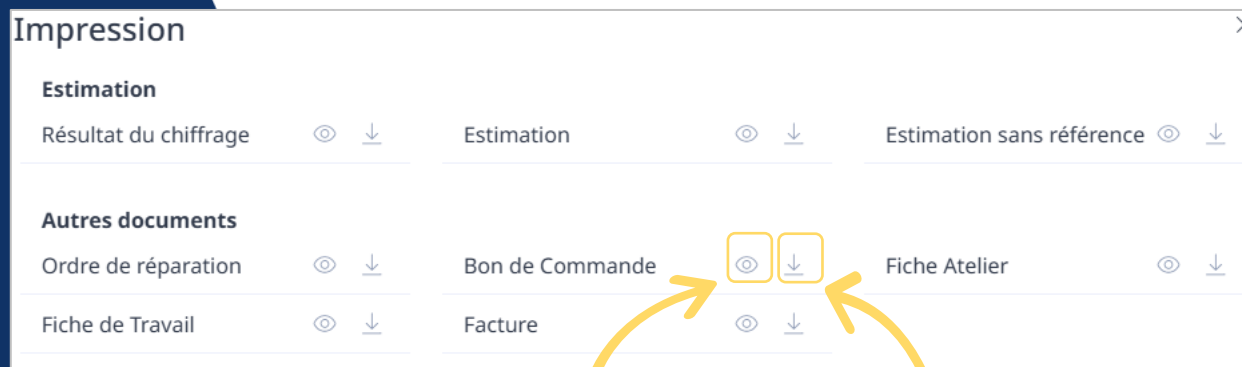 Impression
Estimation
Résultat du chiffrage
Estimation
Estimation sans référence
Autres documents
Ordre de réparation
Bon de Commande
Fiche Atelier
Fiche de Travail
Facture